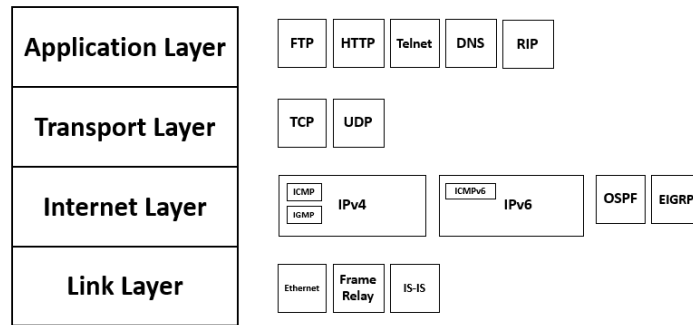 Application Layer
FTP HTTP Telnet DNS RIP
Transport Layer
TCP UDP
Internet Layer
ICMP
IGMP
IPv4
ICMPv6
IPv6
OSPF EIGRP
Link Layer
Ethernet
Frame
Relay
IS-IS